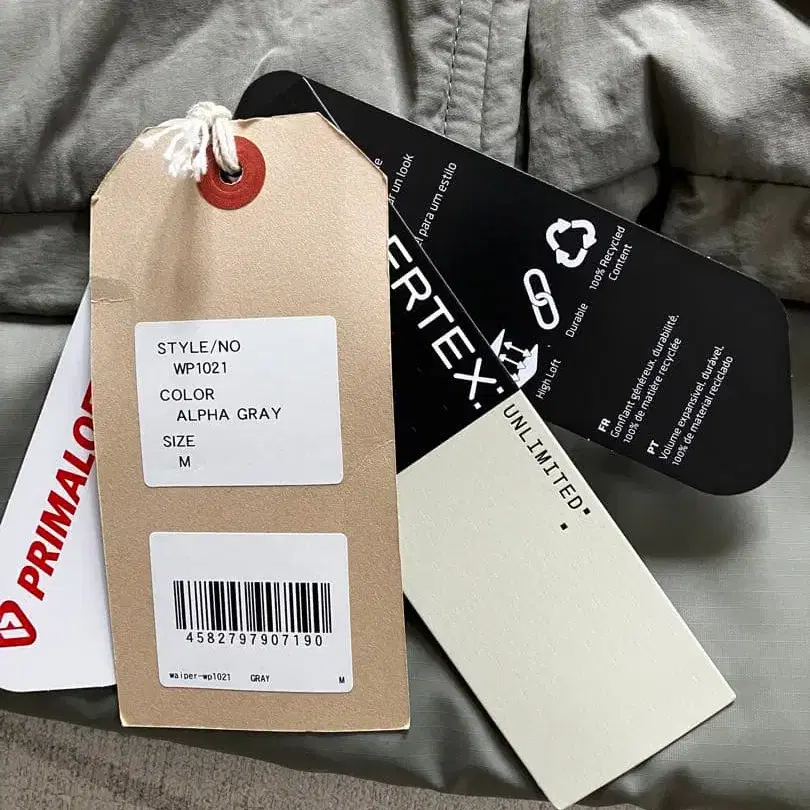 STYLE/NO
WP1021
COLOR
ALPHA GRAY
SIZE
M
4582797907190
waiper-wp1021 GRAY M
ERTEX:
UNLIMITED
un look
para um estilo
100% Recycled
Content
Durable
High Loft
FR
Gonflant généreux, durabilité,
100% de matière recyclée
PT
Volume expansível, durável,
100% de material reciclado